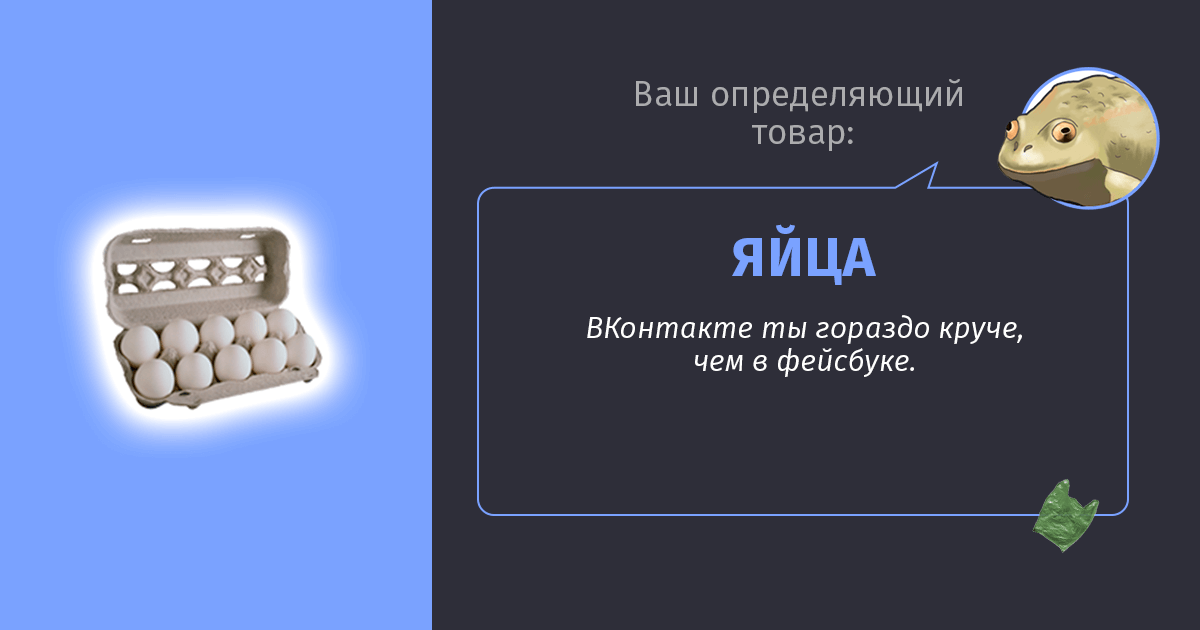 Ваш определяющий
товар:
ЯЙЦА
ВКонтакте ты гораздо круче,
чем в фейсбуке.